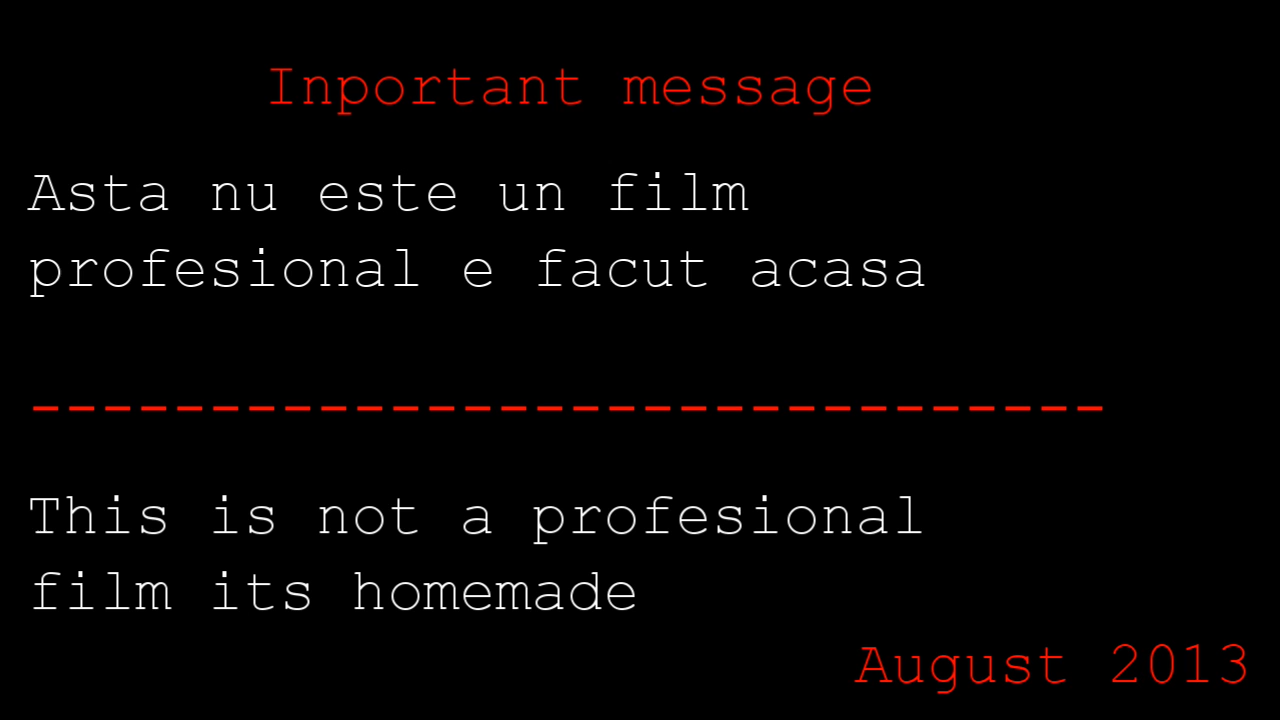 Inportant message
Asta nu este un film
profesional e facut acasa
------------------------------
This is not a profesional
film its homemade
August 2013